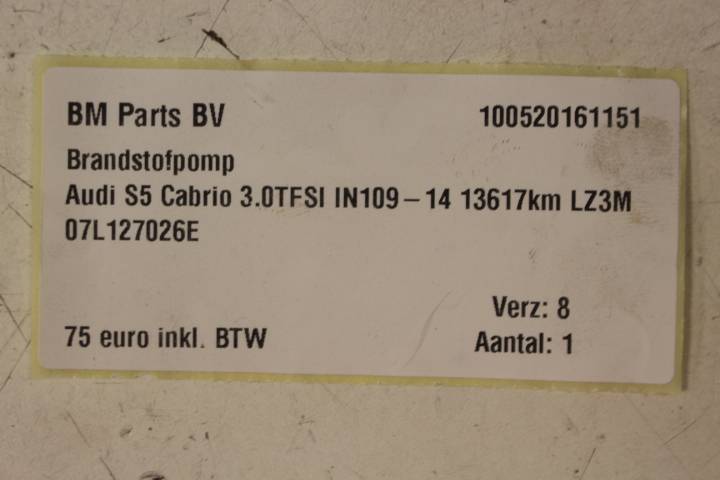 BM Parts BV 100520161151
Brandstofpomp
Audi S5 Cabrio 3.0TFSI IN109 – 14 13617km LZ3M
07L127026E
Verz: 8
75 euro inkl. BTW Aantal: 1